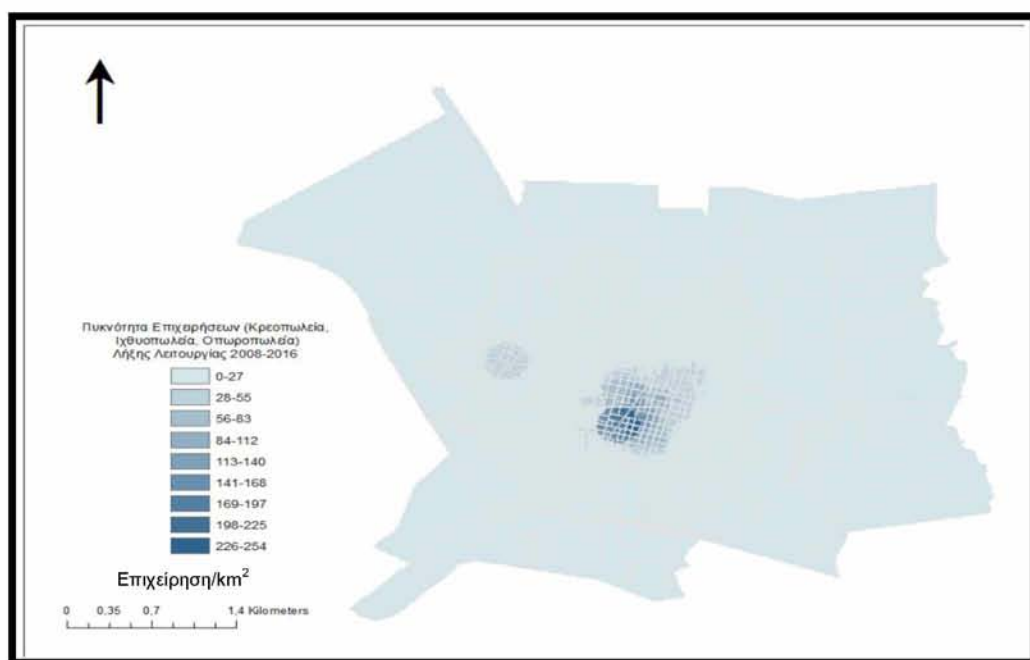 Πυκνότητα Επιχειρήσεων (Κρεοπωλεία,
Ιχθυοπωλεία, Οπωροπωλεία)
Λήξης Λειτουργίας 2008-2016
0-27
28-55
56-83
84-112
113-140
141-168
169-197
198-225
226-254
Επιχείρηση/km²
0 0,35 0,7 1,4 Kilometers